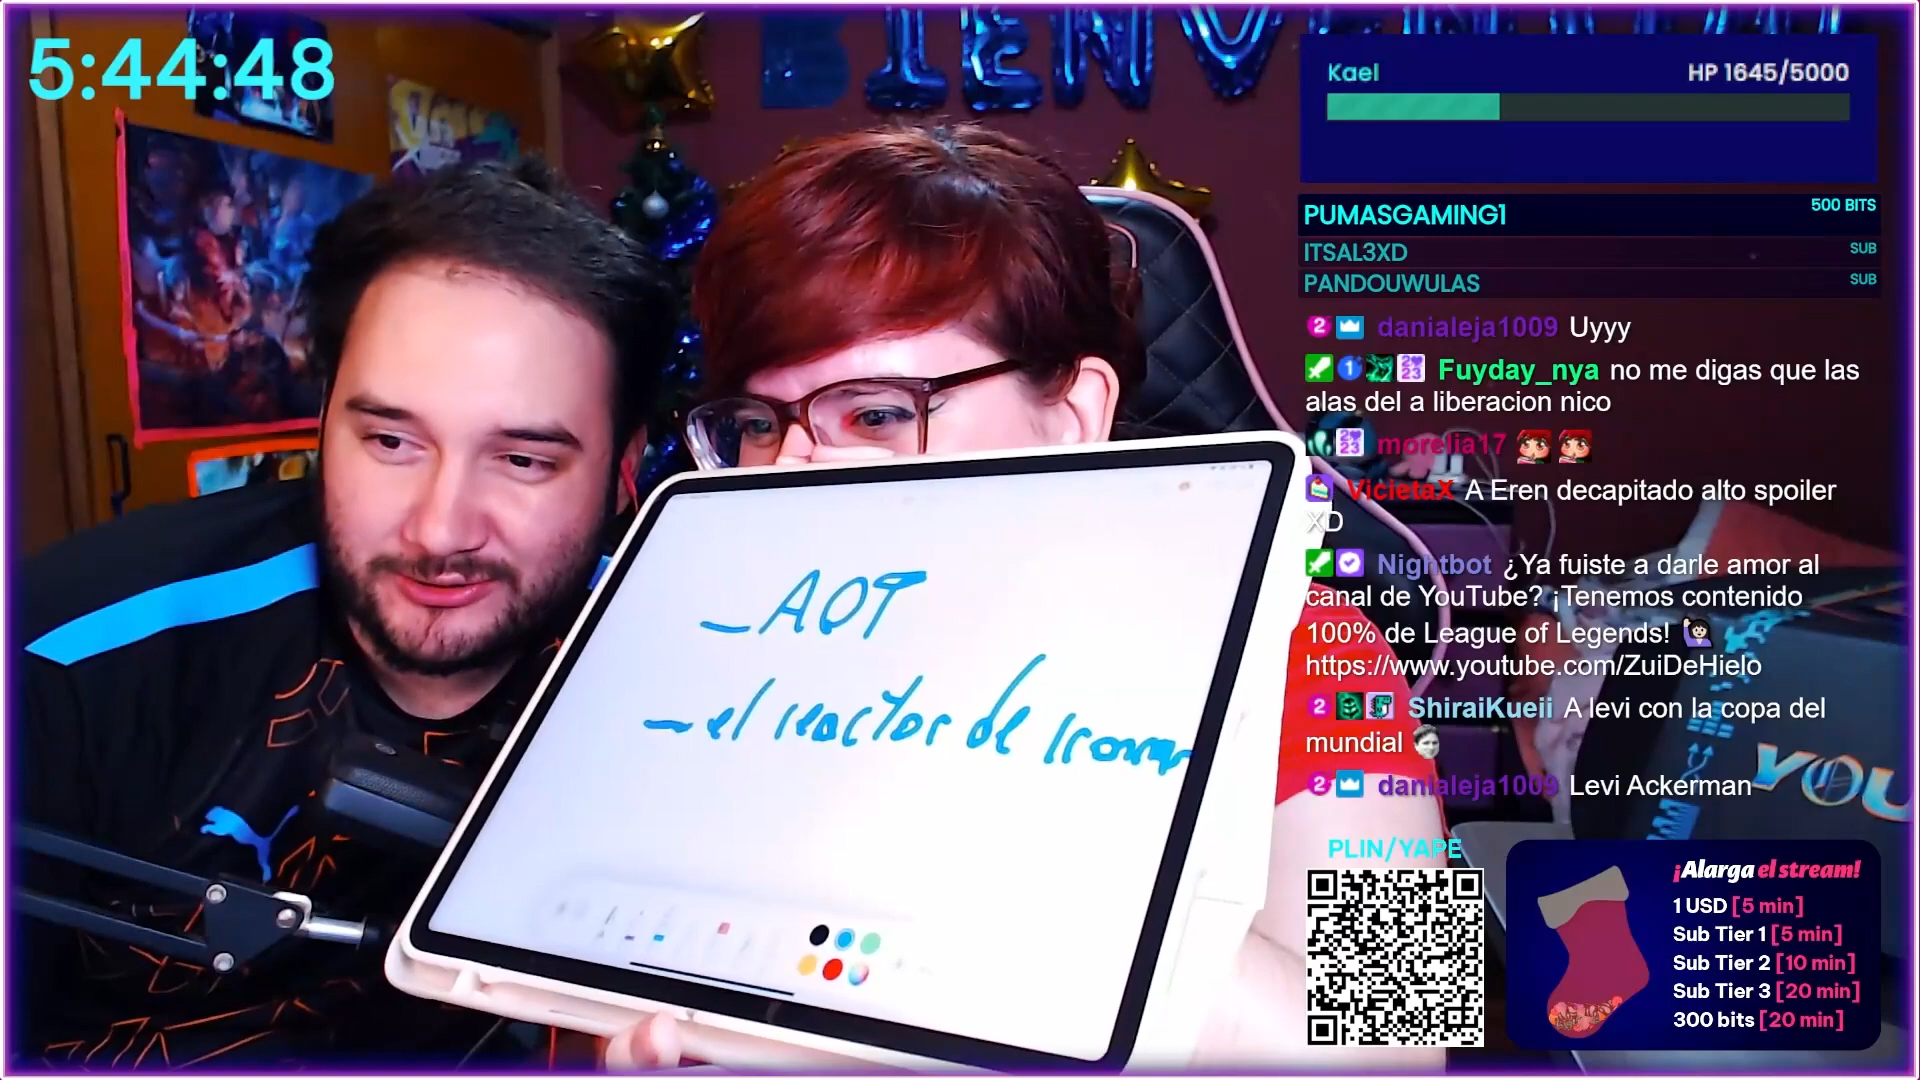 5:44:48
BIENV
Kael HP 1645/5000
PUMASGAMING1 500 BITS
ITSAL3XD SUB
PANDOUWULAS SUB
danialeja1009 Uyyy
Fuyday_nya no me digas que las
alas del a liberacion nico
morelia17
VicietaX A Eren decapitado alto spoiler
XD
Nightbot ¿Ya fuiste a darle amor al
canal de YouTube? ¡Tenemos contenido
100% de League of Legends!
https://www.youtube.com/ZuiDeHielo
ShiraiKueii A levi con la copa del
mundial
danialeja1009 Levi Ackerman
_ AOT
– el reactor de Ironman
YOU
PLIN/YAPE
¡Alarga el stream!
1 USD [5 min]
Sub Tier 1 [5 min]
Sub Tier 2 [10 min]
Sub Tier 3 [20 min]
300 bits [20 min]